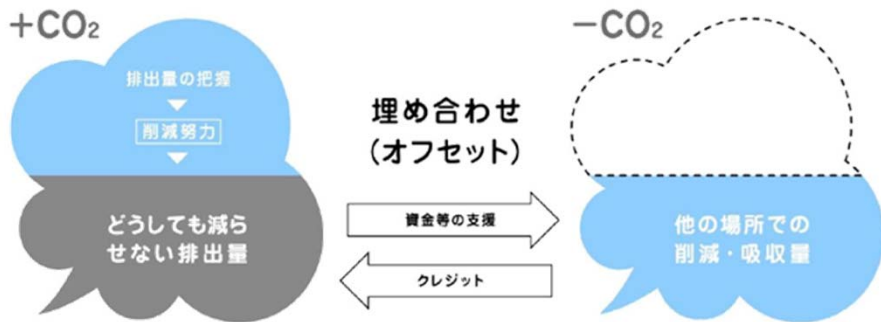 +CO₂
排出量の把握
削減努力
どうしても減ら
せない排出量
埋め合わせ
(オフセット)
資金等の支援
クレジット
−CO₂
他の場所での
削減・吸収量